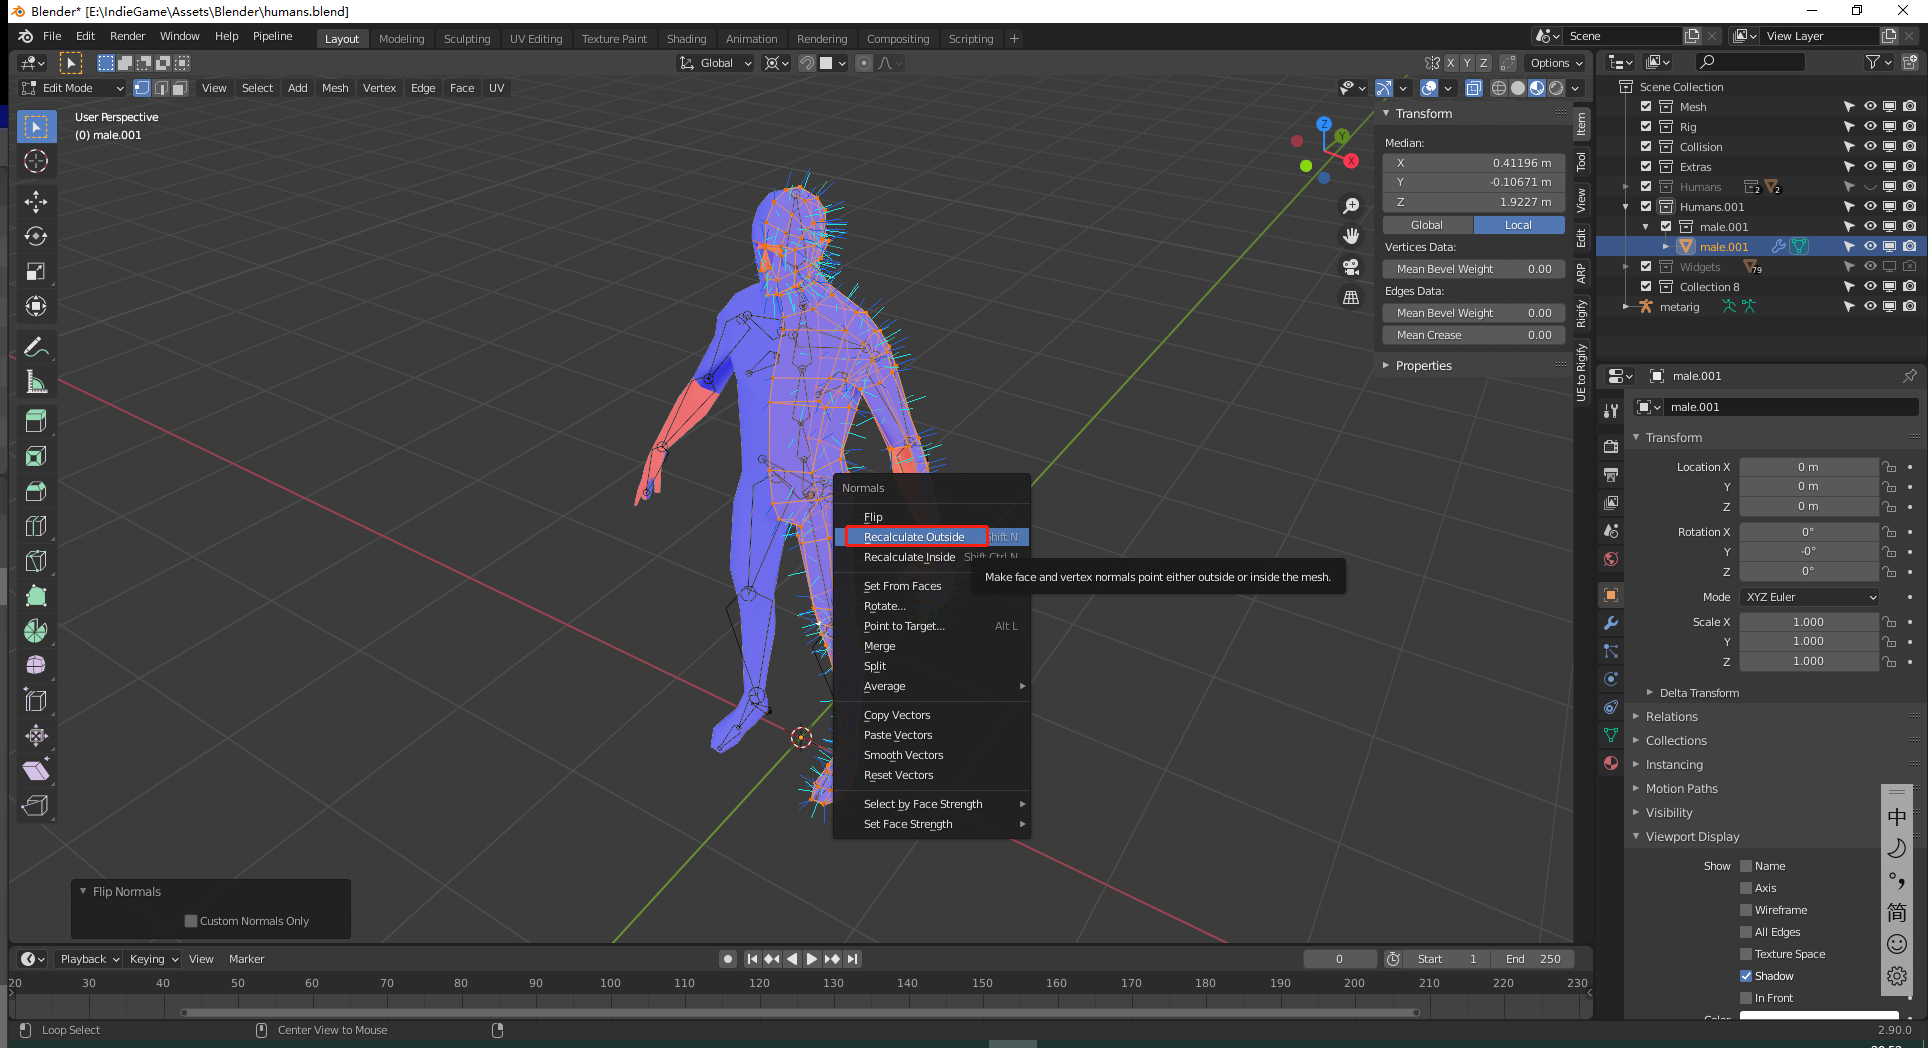 Blender* [E:\IndieGame\Assets\Blender\humans.blend]
File Edit Render Window Help Pipeline Layout Modeling Sculpting UV Editing Texture Paint Shading Animation Rendering Compositing Scripting + Scene View Layer
Global X Y Z Options
Edit Mode View Select Add Mesh Vertex Edge Face UV
User Perspective
(0) male.001
Z Y X
Transform
Median:
X 0.41196 m
Y -0.10671 m
Z 1.9227 m
Global Local
Vertices Data:
Mean Bevel Weight 0.00
Edges Data:
Mean Bevel Weight 0.00
Mean Crease 0.00
Properties
Item
Tool
View
Edit
ARP
Rigify
UE to Rigify
Scene Collection
Mesh
Rig
Collision
Extras
Humans 2 2
Humans.001
male.001
male.001
Widgets 79
Collection 8
metarig
male.001
male.001
Transform
Location X 0 m
Y 0 m
Z 0 m
Rotation X 0°
Y -0°
Z 0°
Mode XYZ Euler
Scale X 1.000
Y 1.000
Z 1.000
Delta Transform
Relations
Collections
Instancing
Motion Paths
Visibility
Viewport Display
Show Name
Axis
Wireframe
All Edges
Texture Space
Shadow
In Front
Color
中
简
Normals
Flip
Recalculate Outside Shift N
Recalculate Inside Shift Ctrl N
Make face and vertex normals point either outside or inside the mesh.
Set From Faces
Rotate...
Point to Target... Alt L
Merge
Split
Average
Copy Vectors
Paste Vectors
Smooth Vectors
Reset Vectors
Select by Face Strength
Set Face Strength
Flip Normals
Custom Normals Only
Playback Keying View Marker 0 Start 1 End 250
20 30 40 50 60 70 80 90 100 110 120 130 140 150 160 170 180 190 200 210 220 230
Loop Select Center View to Mouse 2.90.0